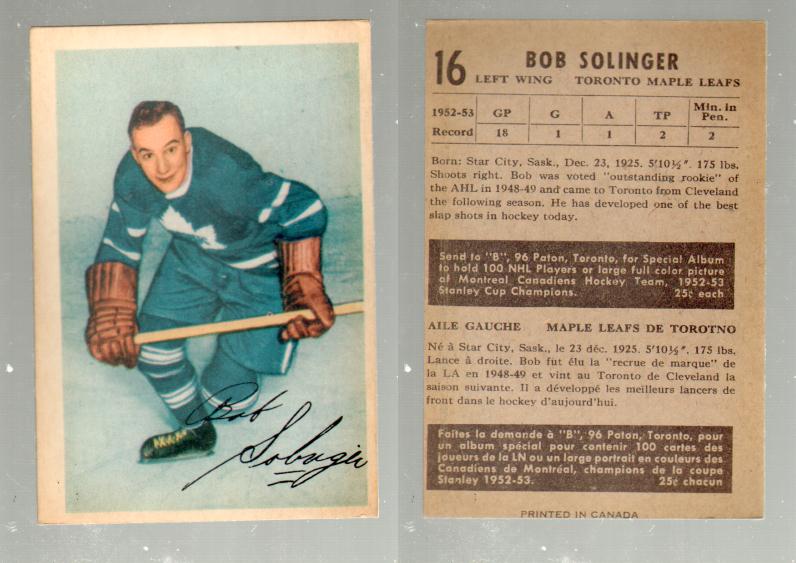 Bob
Solinger
16 BOB SOLINGER
LEFT WING TORONTO MAPLE LEAFS
1952-53 GP G A TP Min. in Pen.
Record 18 1 1 2 2
Born: Star City, Sask., Dec. 23, 1925. 5'10½". 175 lbs.
Shoots right. Bob was voted "outstanding rookie" of
the AHL in 1948-49 and came to Toronto from Cleveland
the following season. He has developed one of the best
slap shots in hockey today.
Send to "B", 96 Paton, Toronto, for Special Album
to hold 100 NHL Players or large full color picture
of Montreal Canadiens Hockey Team, 1952-53
Stanley Cup Champions. 25¢ each
AILE GAUCHE MAPLE LEAFS DE TOROTNO
Né à Star City, Sask., le 23 déc. 1925. 5'10½". 175 lbs.
Lance à droite. Bob fut élu la "recrue de marque" de
la LA en 1948-49 et vint au Toronto de Cleveland la
saison suivante. Il a développé les meilleurs lancers de
front dans le hockey d'aujourd'hui.
Faites la demande à "B", 96 Paton, Toronto, pour
un album spécial pour contenir 100 cartes des
joueurs de la LN ou un large portrait en couleurs des
Canadiens de Montréal, champions de la coupe
Stanley 1952-53. 25¢ chacun
PRINTED IN CANADA